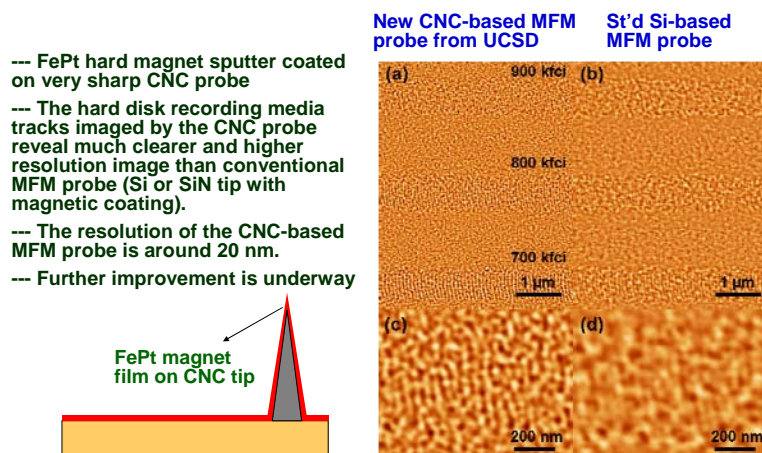 New CNC-based MFM
probe from UCSD
St'd Si-based
MFM probe
--- FePt hard magnet sputter coated
on very sharp CNC probe
--- The hard disk recording media
tracks imaged by the CNC probe
reveal much clearer and higher
resolution image than conventional
MFM probe (Si or SiN tip with
magnetic coating).
--- The resolution of the CNC-based
MFM probe is around 20 nm.
--- Further improvement is underway
FePt magnet
film on CNC tip
(a)
900 kfci
800 kfci
700 kfci
1 µm
(b)
1 µm
(c)
200 nm
(d)
200 nm